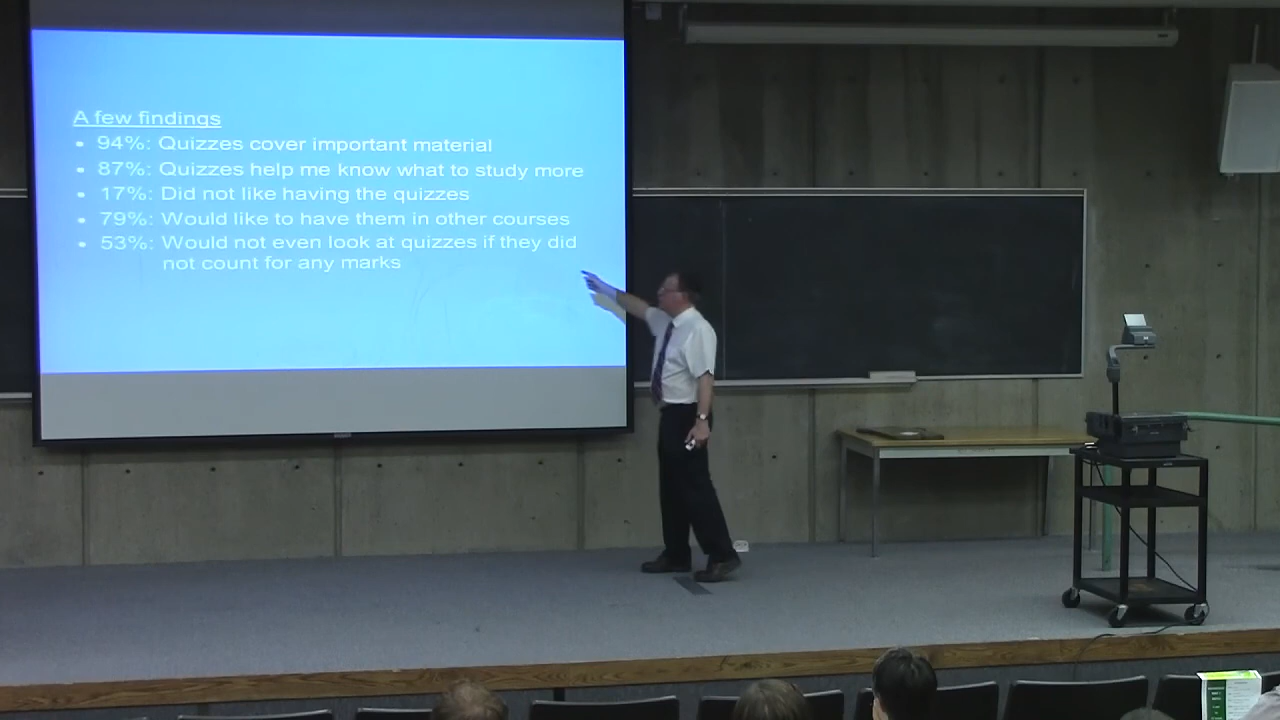 A few findings
• 94%: Quizzes cover important material
• 87%: Quizzes help me know what to study more
• 17%: Did not like having the quizzes
• 79%: Would like to have them in other courses
• 53%: Would not even look at quizzes if they did
not count for any marks